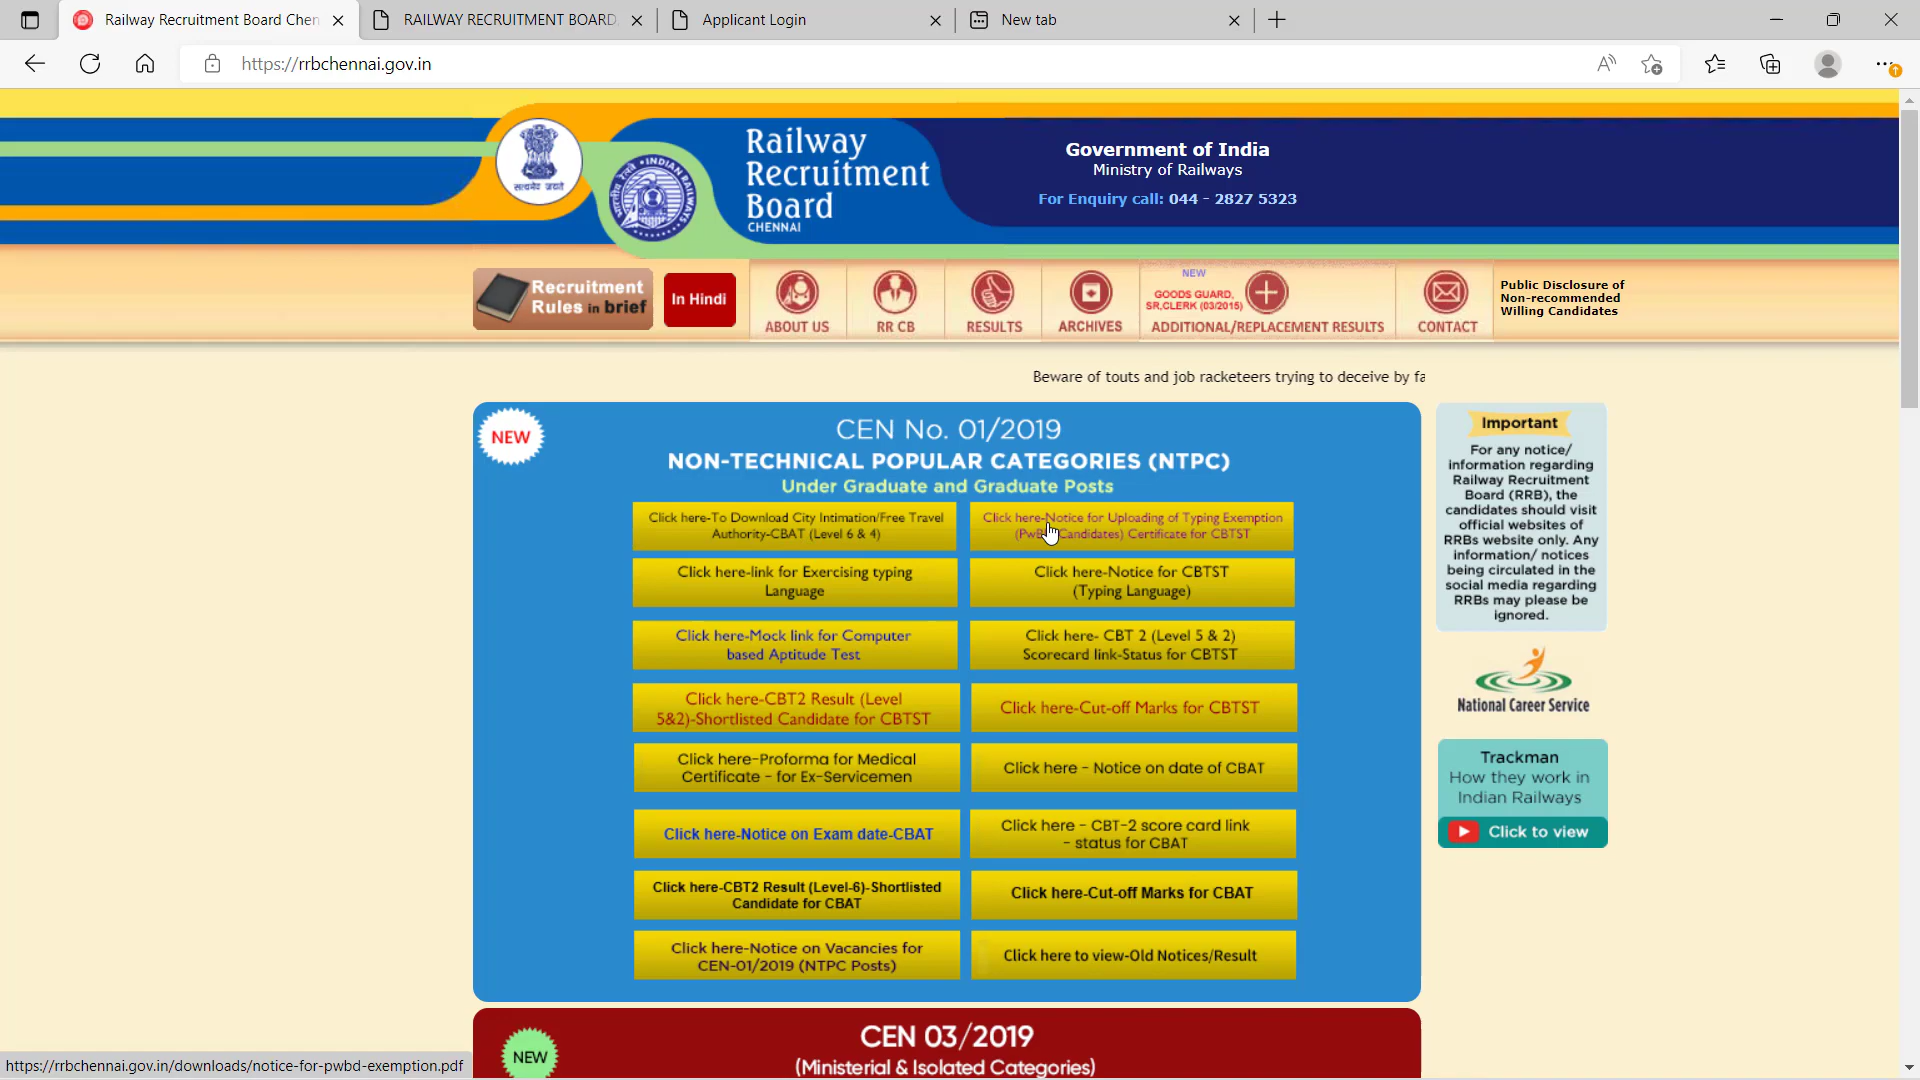 Railway Recruitment Board Chen
RAILWAY RECRUITMENT BOARD
Applicant Login
New tab
https://rrbchennai.gov.in
सत्यमेव जयते
INDIAN RAILWAYS
भारतीय रेल
Railway
Recruitment
Board
CHENNAI
Government of India
Ministry of Railways
For Enquiry call: 044 - 2827 5323
Recruitment
Rules in brief
In Hindi
ABOUT US
RR CB
RESULTS
ARCHIVES
NEW
GOODS GUARD,
SR,CLERK (03/2015)
ADDITIONAL/REPLACEMENT RESULTS
CONTACT
Public Disclosure of
Non-recommended
Willing Candidates
Beware of touts and job racketeers trying to deceive by fa
NEW
CEN No. 01/2019
NON-TECHNICAL POPULAR CATEGORIES (NTPC)
Under Graduate and Graduate Posts
Click here-To Download City Intimation/Free Travel
Authority-CBAT (Level 6 & 4)
Click here-Notice for Uploading of Typing Exemption
(PwBD Candidates) Certificate for CBTST
Click here-link for Exercising typing
Language
Click here-Notice for CBTST
(Typing Language)
Click here-Mock link for Computer
based Aptitude Test
Click here- CBT 2 (Level 5 & 2)
Scorecard link-Status for CBTST
Click here-CBT2 Result (Level
5&2)-Shortlisted Candidate for CBTST
Click here-Cut-off Marks for CBTST
Click here-Proforma for Medical
Certificate - for Ex-Servicemen
Click here - Notice on date of CBAT
Click here-Notice on Exam date-CBAT
Click here - CBT-2 score card link
- status for CBAT
Click here-CBT2 Result (Level-6)-Shortlisted
Candidate for CBAT
Click here-Cut-off Marks for CBAT
Click here-Notice on Vacancies for
CEN-01/2019 (NTPC Posts)
Click here to view-Old Notices/Result
Important
For any notice/
information regarding
Railway Recruitment
Board (RRB), the
candidates should visit
official websites of
RRBs website only. Any
information/ notices
being circulated in the
social media regarding
RRBs may please be
ignored.
National Career Service
Trackman
How they work in
Indian Railways
Click to view
NEW
CEN 03/2019
(Ministerial & Isolated Categories)
https://rrbchennai.gov.in/downloads/notice-for-pwbd-exemption.pdf